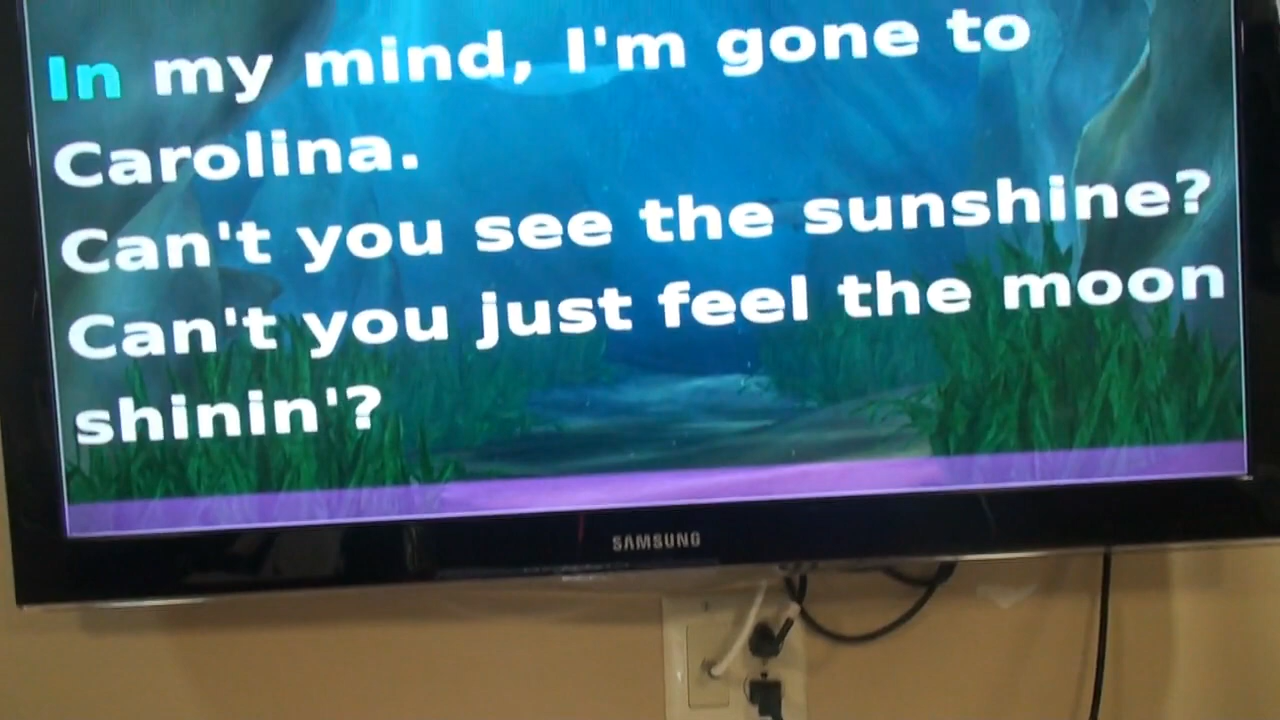 In my mind, I'm gone to
Carolina.
Can't you see the sunshine?
Can't you just feel the moon
shinin'?
SAMSUNG